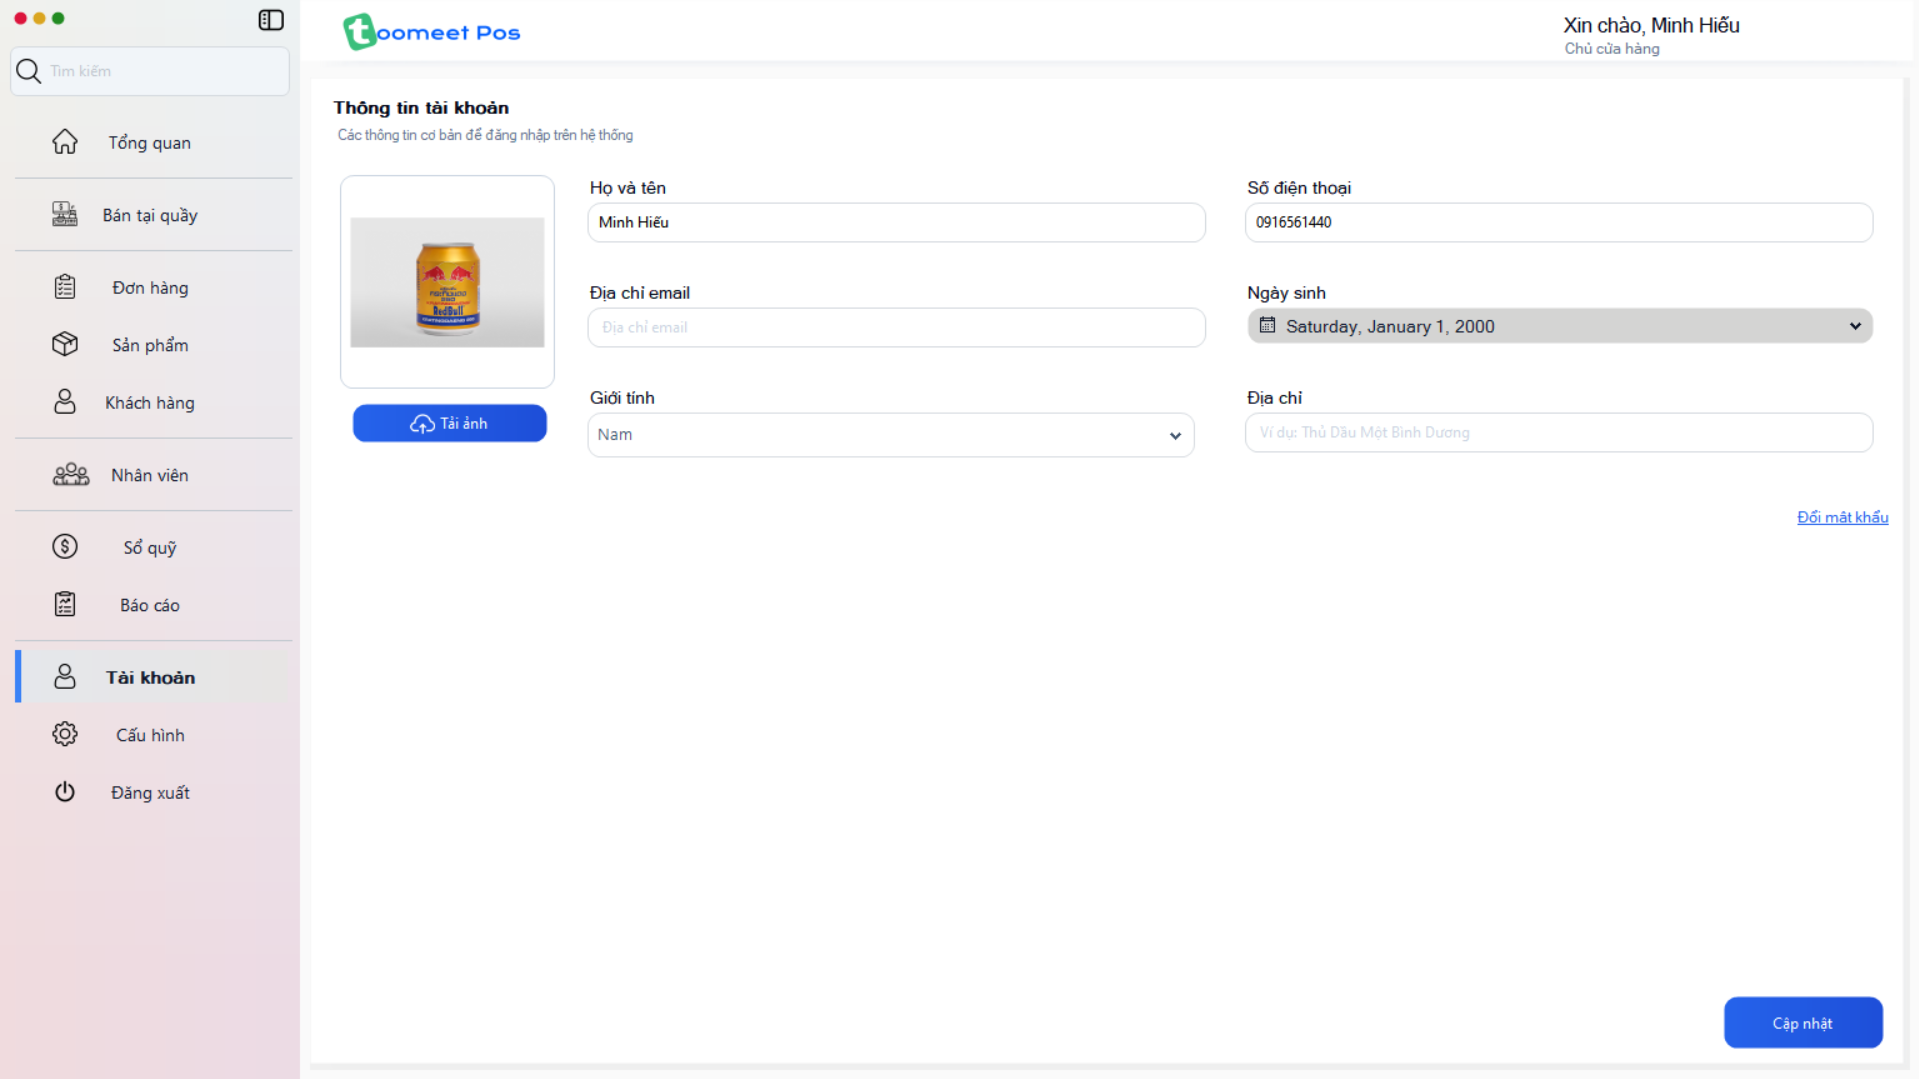 Tìm kiếm
Tổng quan
Bán tại quầy
Đơn hàng
Sản phẩm
Khách hàng
Nhân viên
Sổ quỹ
Báo cáo
Tài khoản
Cấu hình
Đăng xuất
toomeet Pos
Xin chào, Minh Hiếu
Chủ cửa hàng
Thông tin tài khoản
Các thông tin cơ bản để đăng nhập trên hệ thống
RedBull
Tải ảnh
Họ và tên
Minh Hiếu
Số điện thoại
0916561440
Địa chỉ email
Địa chỉ email
Ngày sinh
Saturday, January 1, 2000
Giới tính
Nam
Địa chỉ
Ví dụ: Thủ Dầu Một Bình Dương
Đổi mật khẩu
Cập nhật